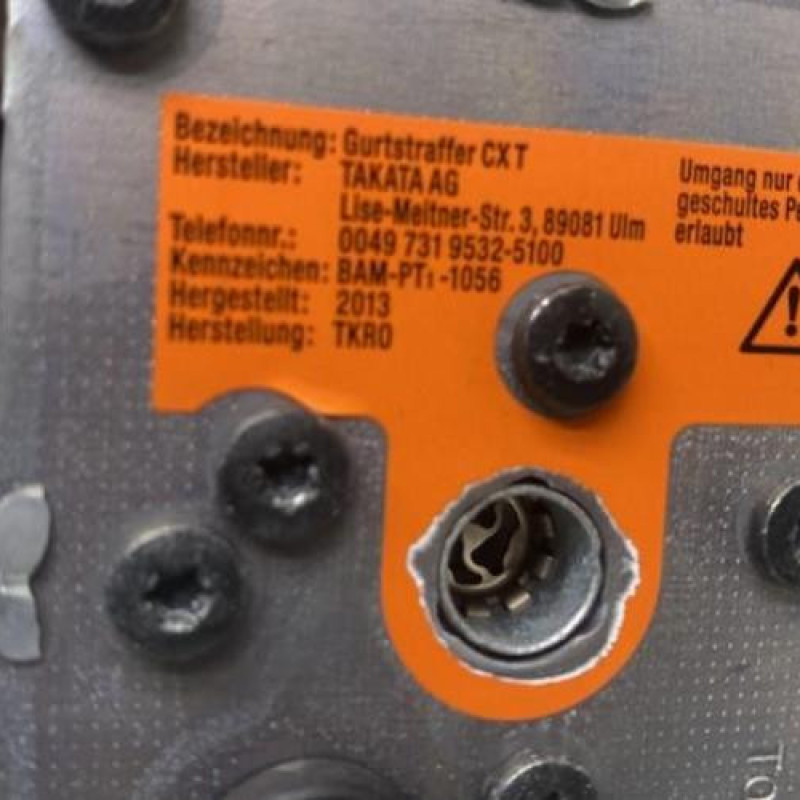 Bezeichnung: Gurtstraffer CX T
Hersteller: TAKATA AG
Lise-Meitner-Str. 3, 89081 Ulm
Telefonnr.: 0049 731 9532-5100
Kennzeichen: BAM-PT1 -1056
Hergestellt: 2013
Herstellung: TKRO
Umgang nur
geschultes
erlaubt
!
To